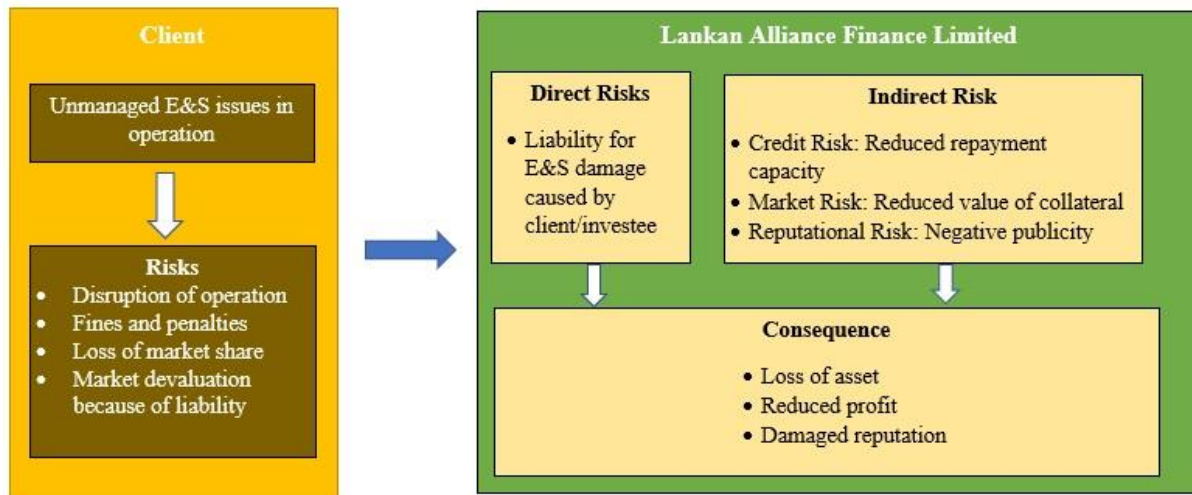 Client
Unmanaged E&S issues in
operation
Risks
• Disruption of operation
• Fines and penalties
• Loss of market share
• Market devaluation
because of liability
Lankan Alliance Finance Limited
Direct Risks
• Liability for
E&S damage
caused by
client/investee
Indirect Risk
• Credit Risk: Reduced repayment
capacity
• Market Risk: Reduced value of collateral
• Reputational Risk: Negative publicity
Consequence
• Loss of asset
• Reduced profit
• Damaged reputation